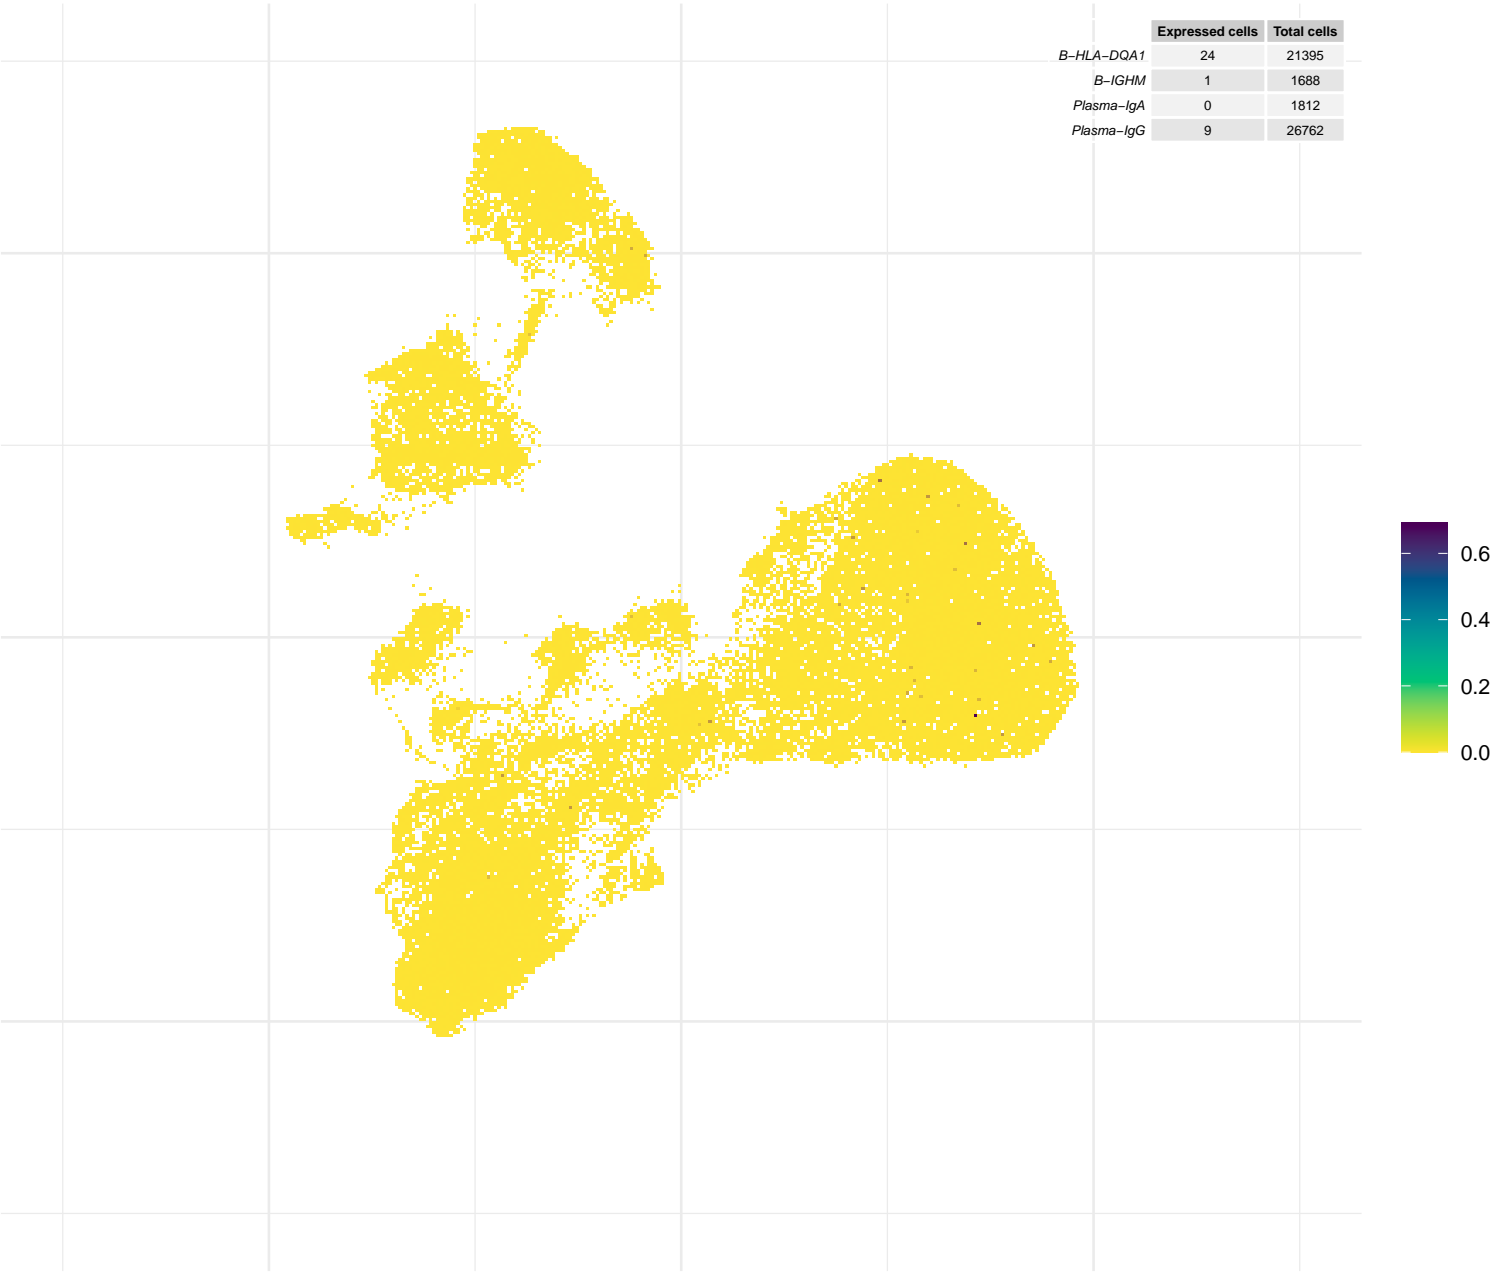 Expressed cells Total cells
B−HLA−DQA1 24 21395
B−IGHM 1 1688
Plasma−IgA 0 1812
Plasma−IgG 9 26762
0.6
0.4
0.2
0.0